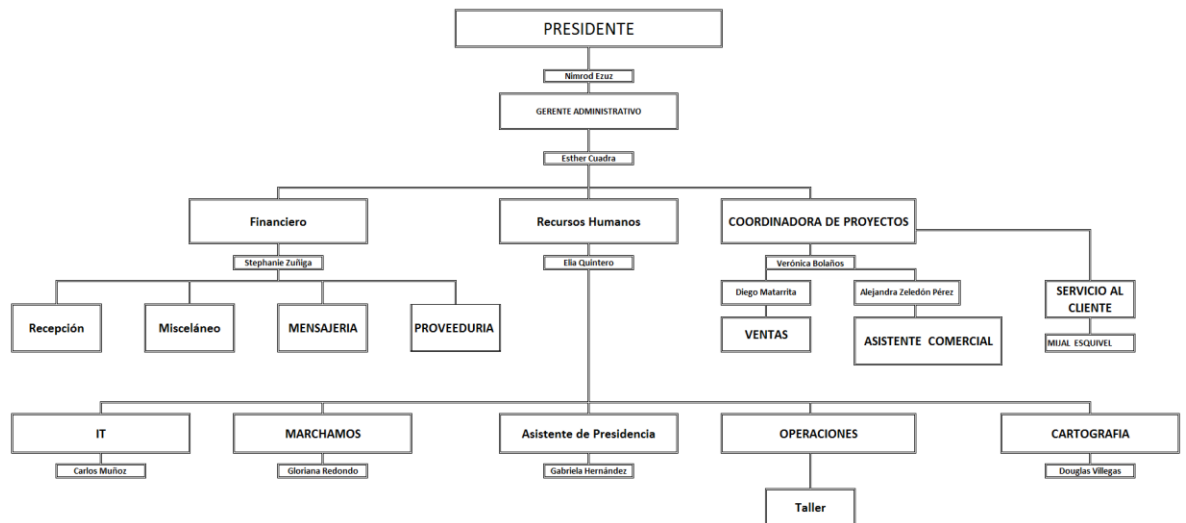 PRESIDENTE
Nimrod Ezuz
GERENTE ADMINISTRATIVO
Esther Cuadra
Financiero
Recursos Humanos
COORDINADORA DE PROYECTOS
Stephanie Zuñiga
Elia Quintero
Verónica Bolaños
Diego Matarrita
Alejandra Zeledón Pérez
SERVICIO AL
CLIENTE
Recepción
Misceláneo
MENSAJERIA
PROVEEDURIA
VENTAS
ASISTENTE COMERCIAL
MIJAL ESQUIVEL
IT
MARCHAMOS
Asistente de Presidencia
OPERACIONES
CARTOGRAFIA
Carlos Muñoz
Gloriana Redondo
Gabriela Hernández
Douglas Villegas
Taller